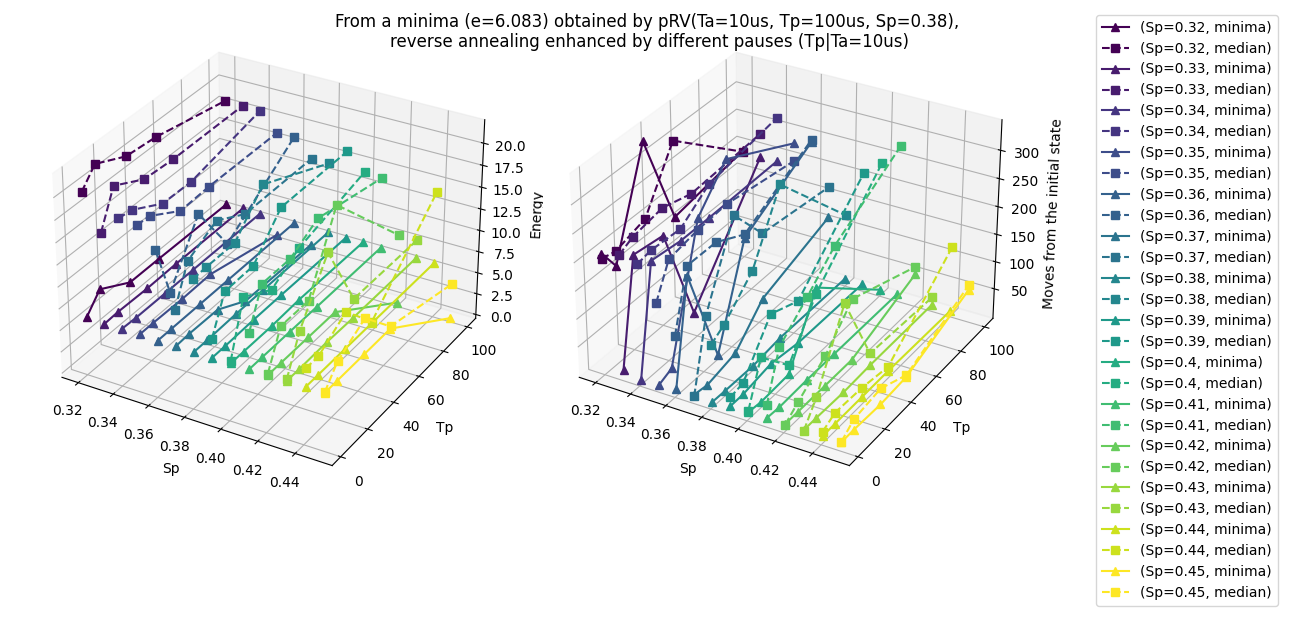 From a minima (e=6.083) obtained by pRV(Ta=10us, Tp=100us, Sp=0.38),
reverse annealing enhanced by different pauses (Tp|Ta=10us)
20.0
17.5
15.0
12.5
10.0
7.5
5.0
2.5
0.0
Energy
100
80
60
40
20
0
Tp
0.32
0.34
0.36
0.38
0.40
0.42
0.44
Sp
300
250
200
150
100
50
Moves from the initial state
100
80
60
40
20
0
Tp
0.32
0.34
0.36
0.38
0.40
0.42
0.44
Sp
(Sp=0.32, minima)
(Sp=0.32, median)
(Sp=0.33, minima)
(Sp=0.33, median)
(Sp=0.34, minima)
(Sp=0.34, median)
(Sp=0.35, minima)
(Sp=0.35, median)
(Sp=0.36, minima)
(Sp=0.36, median)
(Sp=0.37, minima)
(Sp=0.37, median)
(Sp=0.38, minima)
(Sp=0.38, median)
(Sp=0.39, minima)
(Sp=0.39, median)
(Sp=0.4, minima)
(Sp=0.4, median)
(Sp=0.41, minima)
(Sp=0.41, median)
(Sp=0.42, minima)
(Sp=0.42, median)
(Sp=0.43, minima)
(Sp=0.43, median)
(Sp=0.44, minima)
(Sp=0.44, median)
(Sp=0.45, minima)
(Sp=0.45, median)